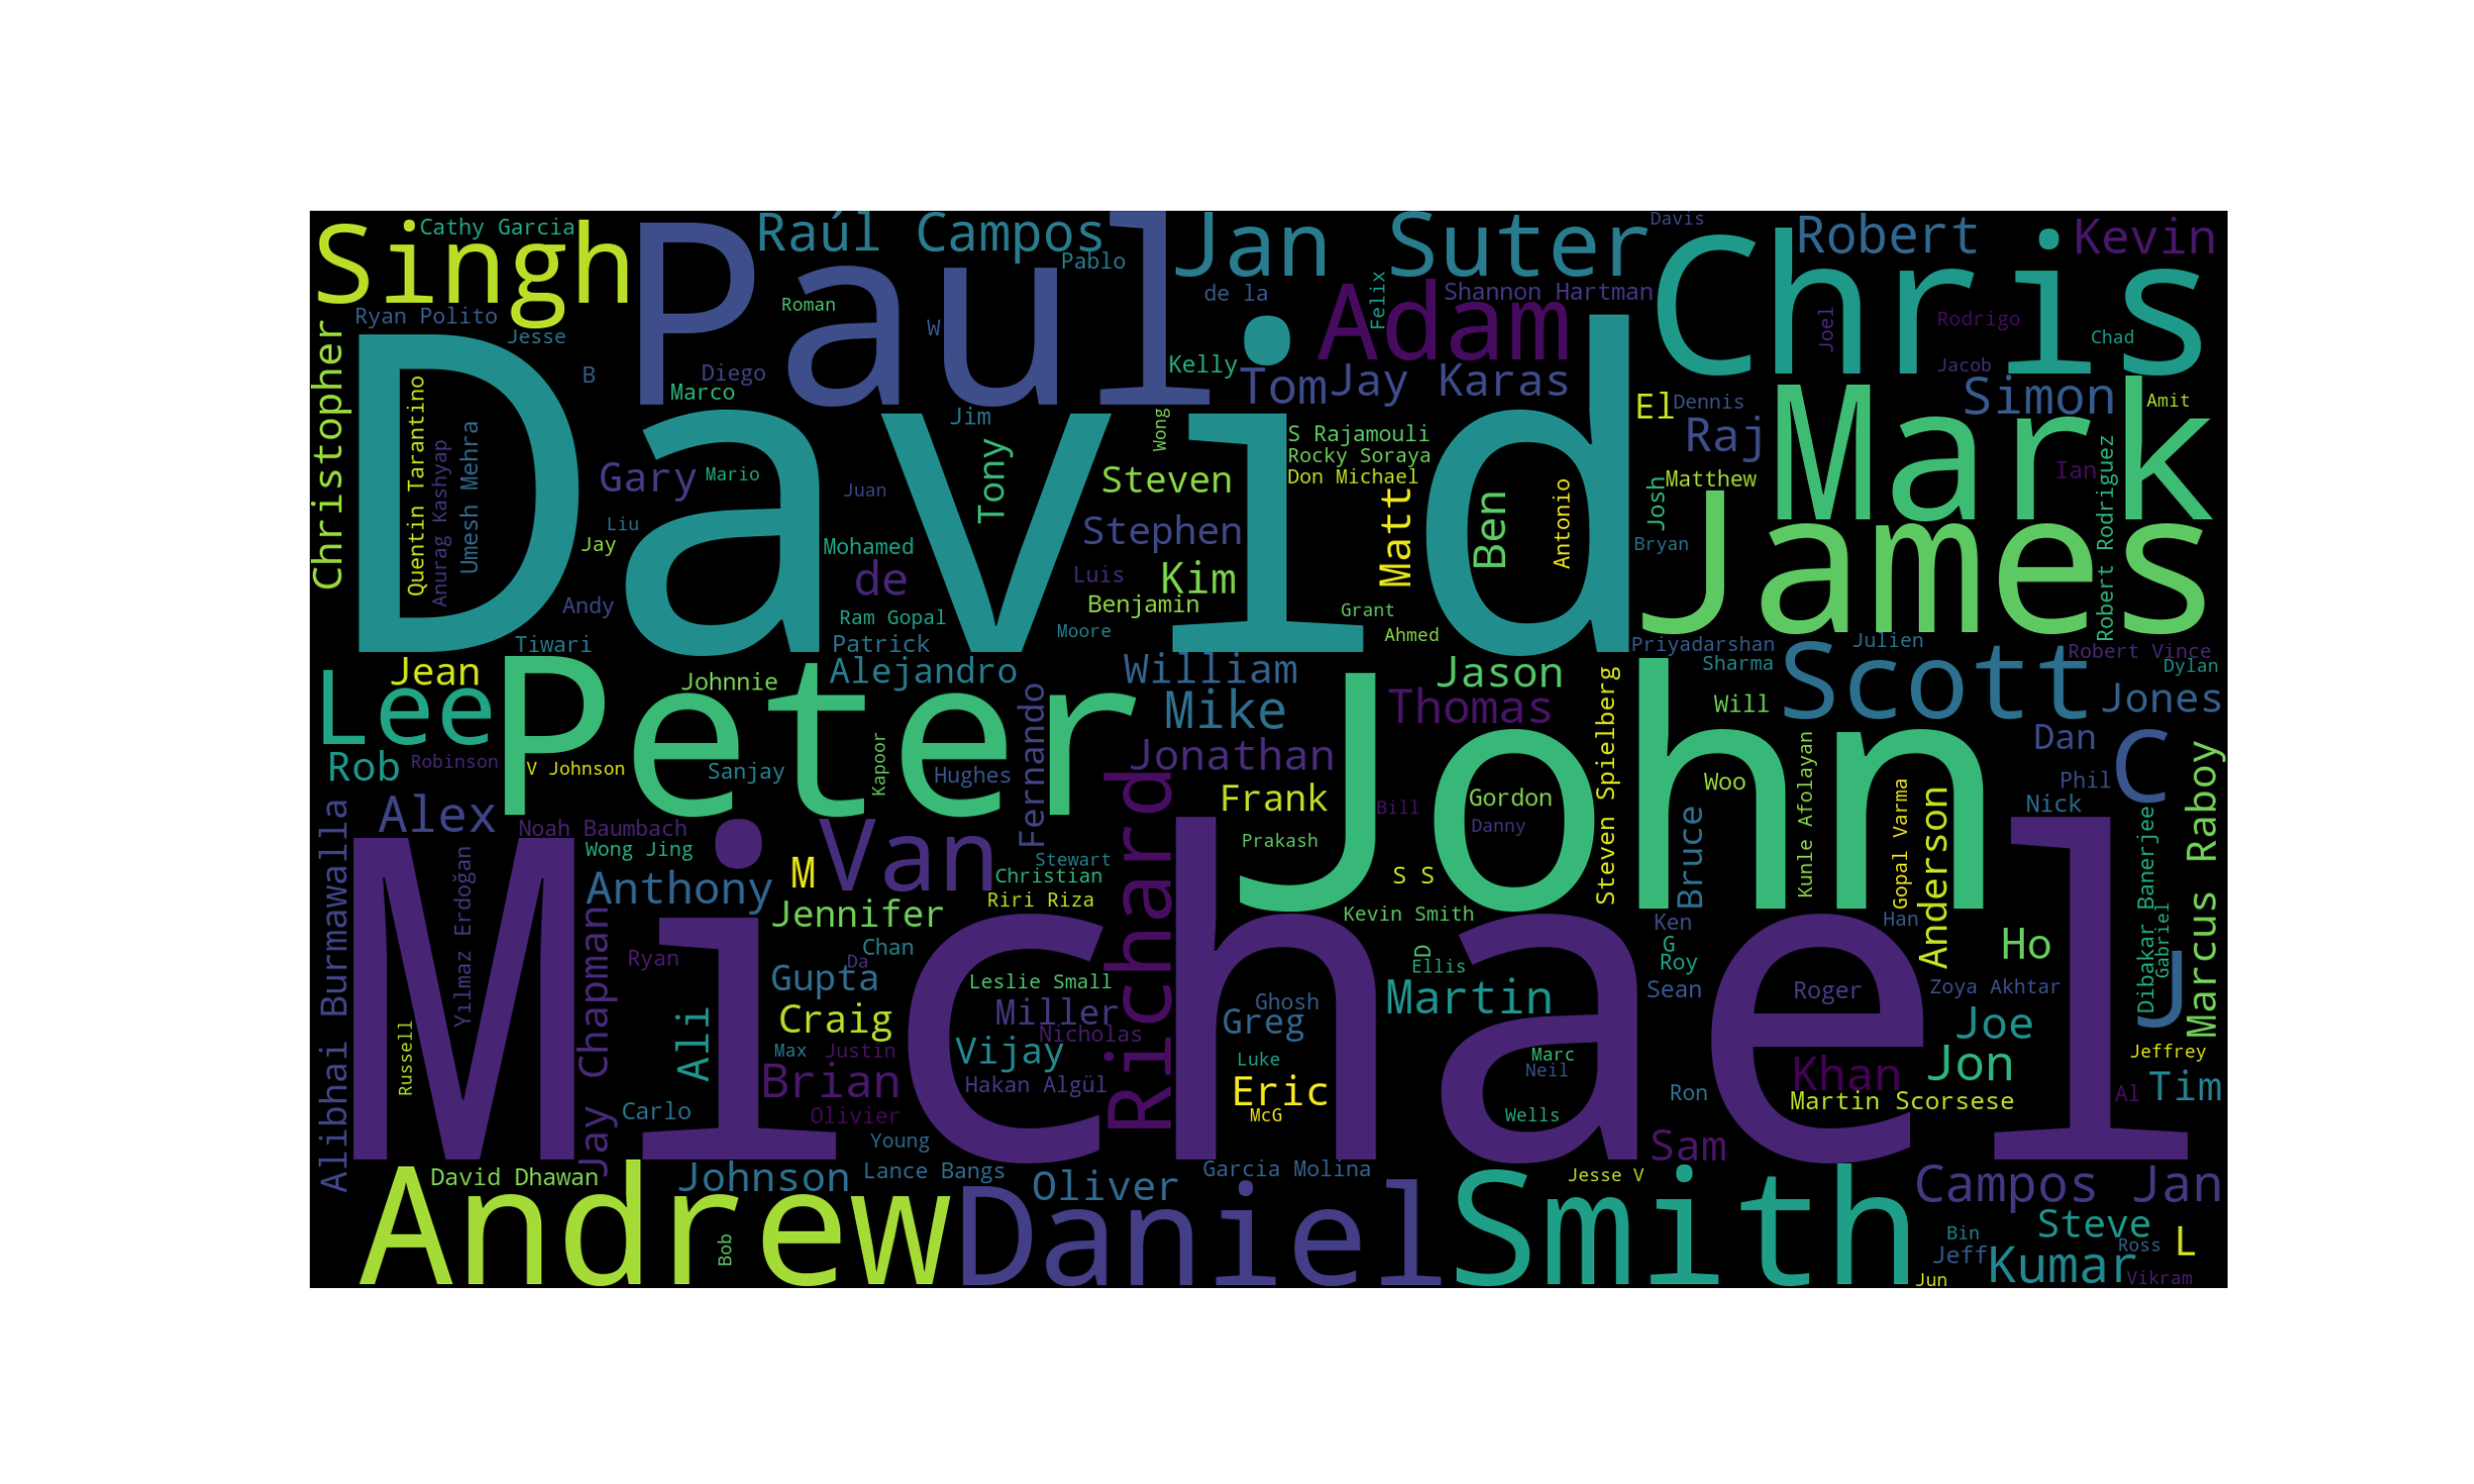 Singh
Cathy Garcia
Paul
Raúl Campos
Pablo
Jan Suter
Davis
Chris
Robert
Kevin
Ryan Polito
Jesse
Roman
W
de la
Felix
Shannon Hartman
Adam
Joel
Rodrigo
Chad
Christopher
David
B
Diego
Marco
Kelly
Tom
Jay Karas
Jacob
Simon
Amit
El
Dennis
Mark
Quentin Tarantino
Anurag Kashyap
Umesh Mehra
Jim
Wong
S Rajamouli
Rocky Soraya
Don Michael
Raj
Gary
Mario
Juan
Tony
Steven
Matt
Ben
Antonio
Josh
Matthew
Ian
Robert Rodriguez
Liu
Jay
Mohamed
Stephen
Bryan
James
Andy
de
Luis
Kim
Benjamin
Ram Gopal
Grant
Tiwari
Patrick
Moore
Ahmed
Priyadarshan
Julien
Robert Vince
Lee
Jean
Peter
Johnnie
Alejandro
William
Jason
Sharma
Scott
Dylan
Mike
Thomas
Steven Spielberg
Will
Jones
Rob
Robinson
V Johnson
Sanjay
Kapoor
Hughes
Fernando
Jonathan
John
Dan
C
Phil
Marcus Raboy
Alex
Noah Baumbach
Frank
Bill
Gordon
Woo
Kunle Afolayan
Nick
Alibhai Burmawalla
Wong Jing
Van
Richard
Prakash
Danny
Bruce
Gopal Varma
Anderson
Dibakar Banerjee
Michael
Yılmaz Erdoğan
Anthony
M
Stewart
Christian
S S
Jennifer
Riri Riza
Kevin Smith
Ken
Han
Gabriel
Jay Chapman
Ryan
Chan
Da
D
Ellis
G
Roy
Ho
Gupta
Leslie Small
Ghosh
Martin
Sean
Roger
Zoya Akhtar
J
Russell
Ali
Craig
Miller
Nicholas
Greg
Joe
Max
Justin
Vijay
Luke
Marc
Neil
Khan
Jon
Jeffrey
Brian
Hakan Algül
Eric
Ron
Martin Scorsese
Al
Tim
Carlo
Olivier
McG
Wells
Young
Sam
Andrew
David Dhawan
Johnson
Lance Bangs
Oliver
Garcia Molina
Jesse V
Campos Jan
Daniel
Smith
Bob
Bin
Steve
Jeff
Ross
L
Jun
Kumar
Vikram